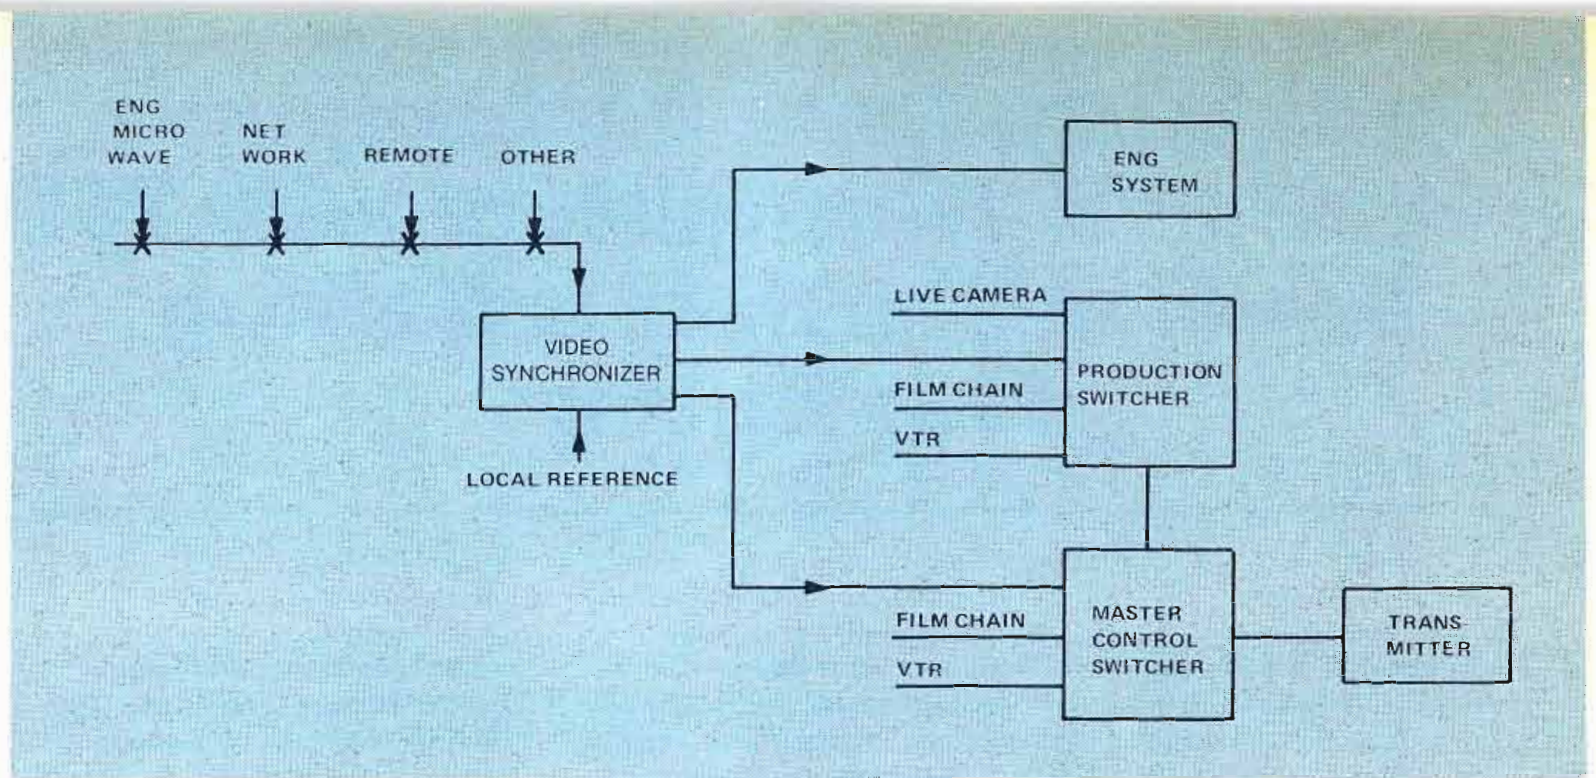 ENG
MICRO
WAVE
NET
WORK
REMOTE
OTHER
ENG
SYSTEM
VIDEO
SYNCHRONIZER
LOCAL REFERENCE
LIVE CAMERA
FILM CHAIN
VTR
PRODUCTION
SWITCHER
FILM CHAIN
VTR
MASTER
CONTROL
SWITCHER
TRANS-
MITTER